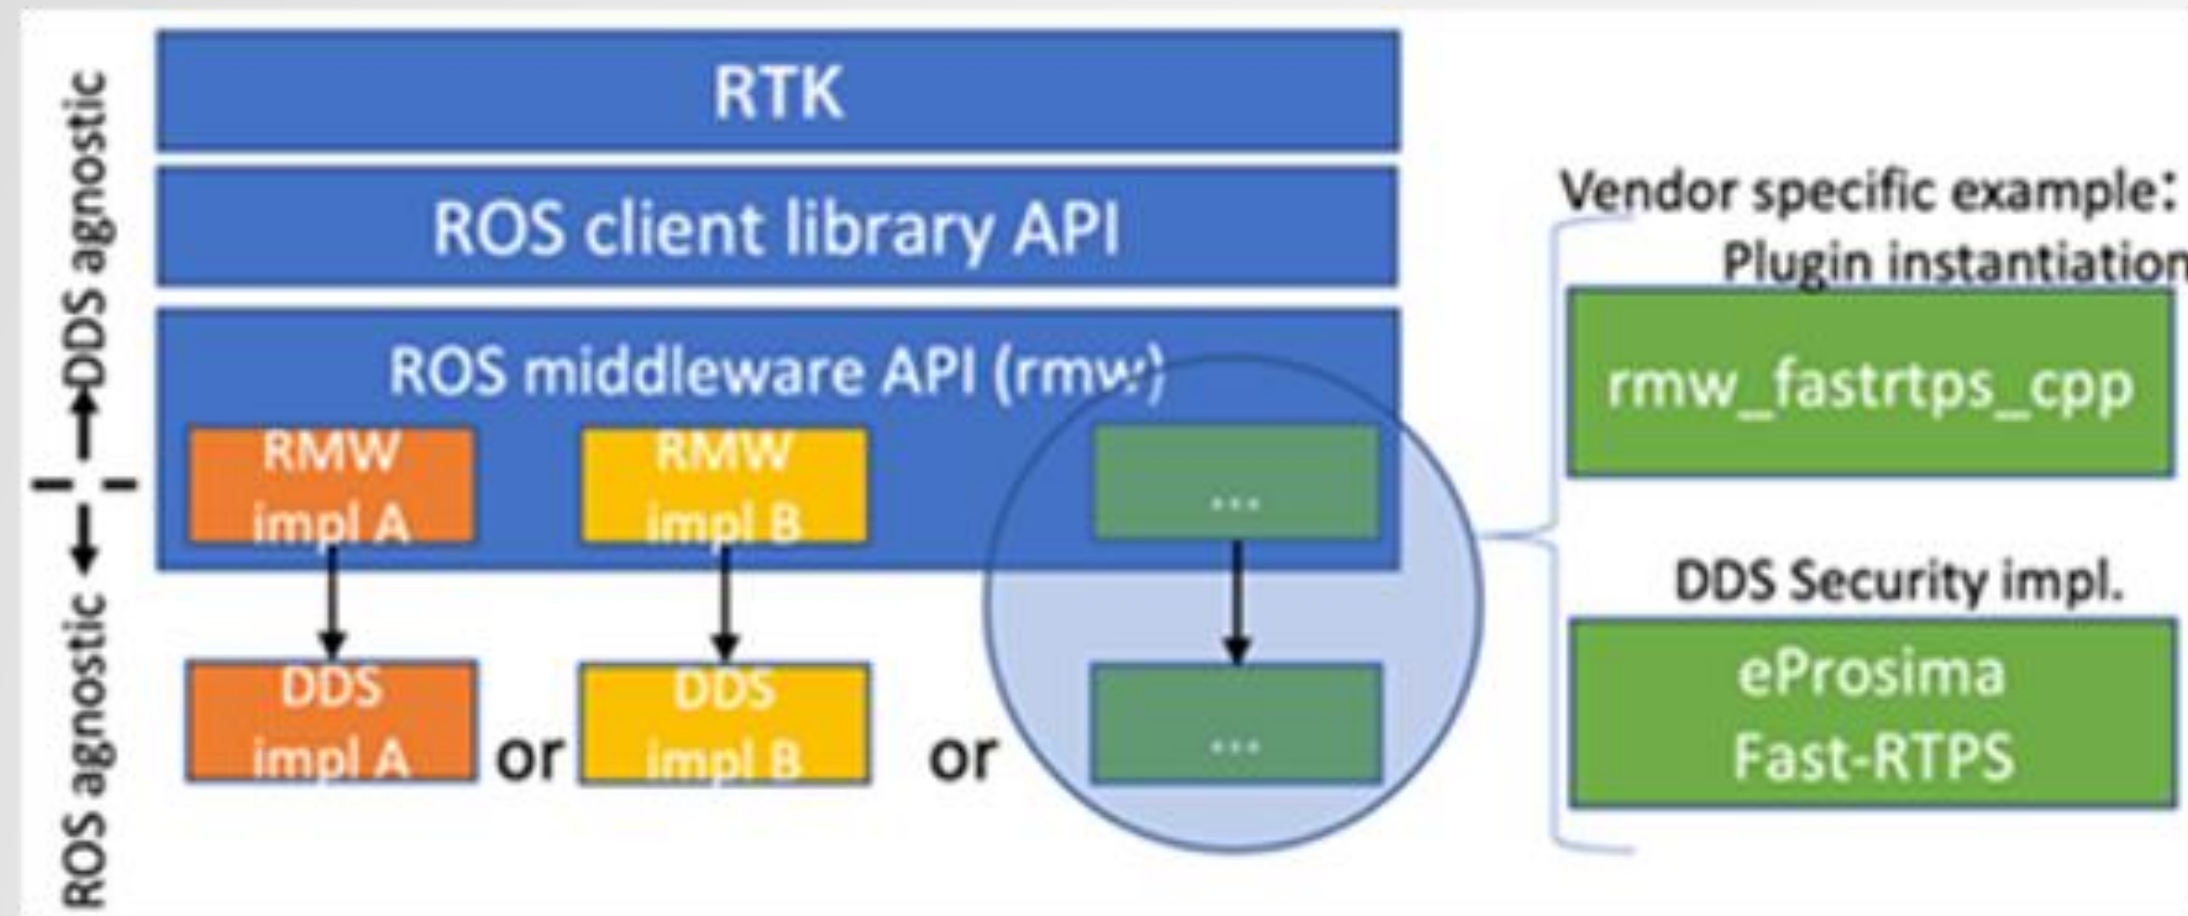 DDS agnostic
ROS agnostic
RTK
ROS client library API
ROS middleware API (rmw)
RMW
impl A
RMW
impl B
...
DDS
impl A
or
DDS
impl B
or
...
Vendor specific example:
Plugin instantiation
rmw_fastrtps_cpp
DDS Security impl.
eProsima
Fast-RTPS